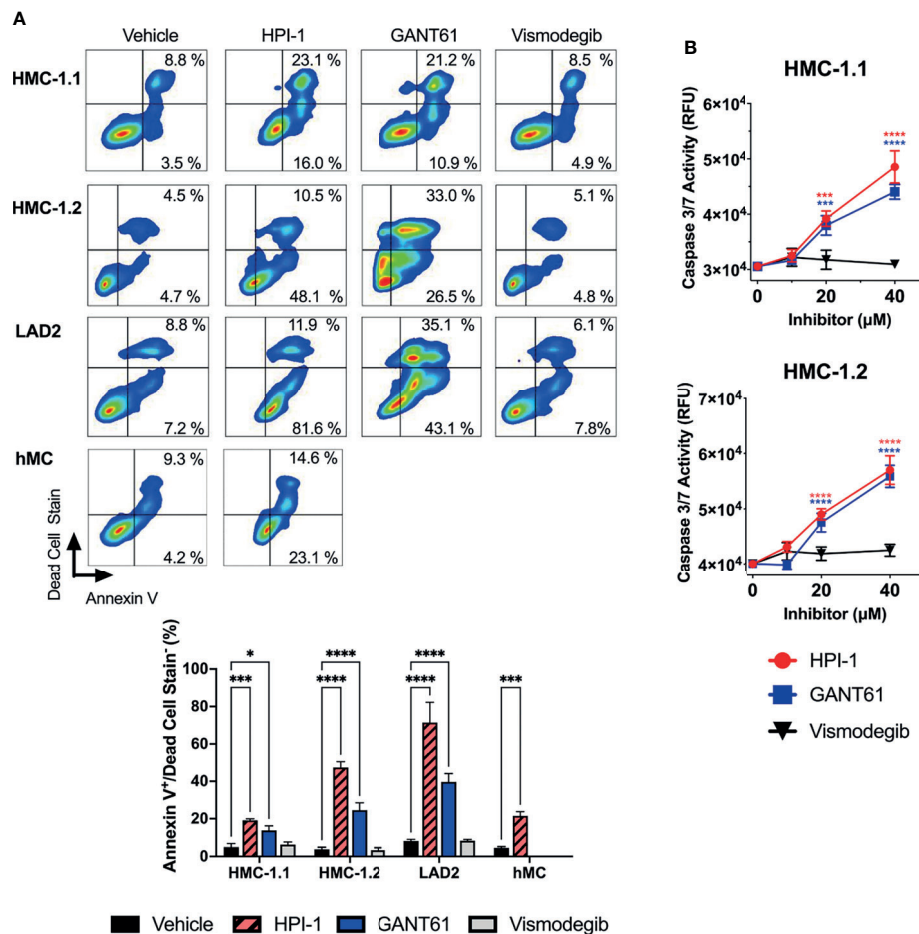 A
Vehicle HPI-1 GANT61 Vismodegib
HMC-1.1
8.8 % 23.1 % 21.2 % 8.5 %
3.5 % 16.0 % 10.9 % 4.9 %
HMC-1.2
4.5 % 10.5 % 33.0 % 5.1 %
4.7 % 48.1 % 26.5 % 4.8 %
LAD2
8.8 % 11.9 % 35.1 % 6.1 %
7.2 % 81.6 % 43.1 % 7.8%
hMC
9.3 % 14.6 %
4.2 % 23.1 %
Dead Cell Stain
Annexin V
Annexin V⁺/Dead Cell Stain⁻ (%)
100
80
60
40
20
0
* **** ****
*** **** **** ***
HMC-1.1 HMC-1.2 LAD2 hMC
Vehicle HPI-1 GANT61 Vismodegib
B
HMC-1.1
Caspase 3/7 Activity (RFU)
6×10⁴
5×10⁴
4×10⁴
3×10⁴
***
***
****
****
0 20 40
Inhibitor (µM)
HMC-1.2
Caspase 3/7 Activity (RFU)
7×10⁴
6×10⁴
5×10⁴
4×10⁴
****
****
****
****
0 20 40
Inhibitor (µM)
HPI-1
GANT61
Vismodegib